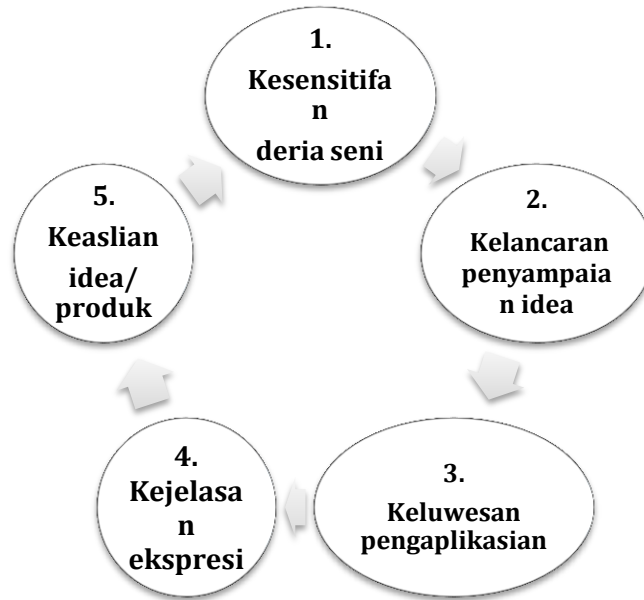 1.
Kesensitifa
n
deria seni
2.
Kelancaran
penyampaia
n idea
3.
Keluwesan
pengaplikasian
4.
Kejelasa
n
ekspresi
5.
Keaslian
idea/
produk